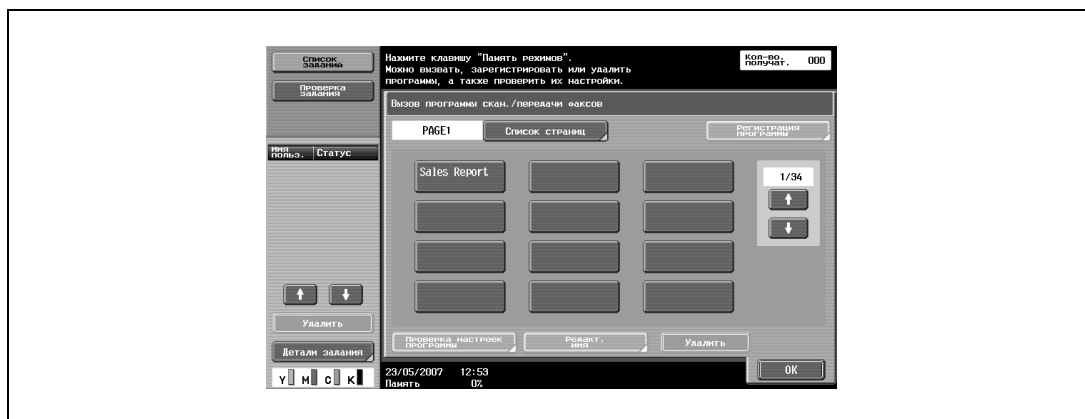 Список
заданий
Проверка
задания
Имя
польз.
Статус
Удалить
Детали задания
Y M C K
Нажмите клавишу "Память режимов".
Можно вызвать, зарегистрировать или удалить
программы, а также проверить их настройки.
Кол-во.
получат.
000
Вызов программы скан./передачи факсов
PAGE1
Список страниц
Регистрация
программы
Sales Report
1/34
Проверка настроек
программы
Редакт.
имя
Удалить
23/05/2007 12:53
Память 0%
OK